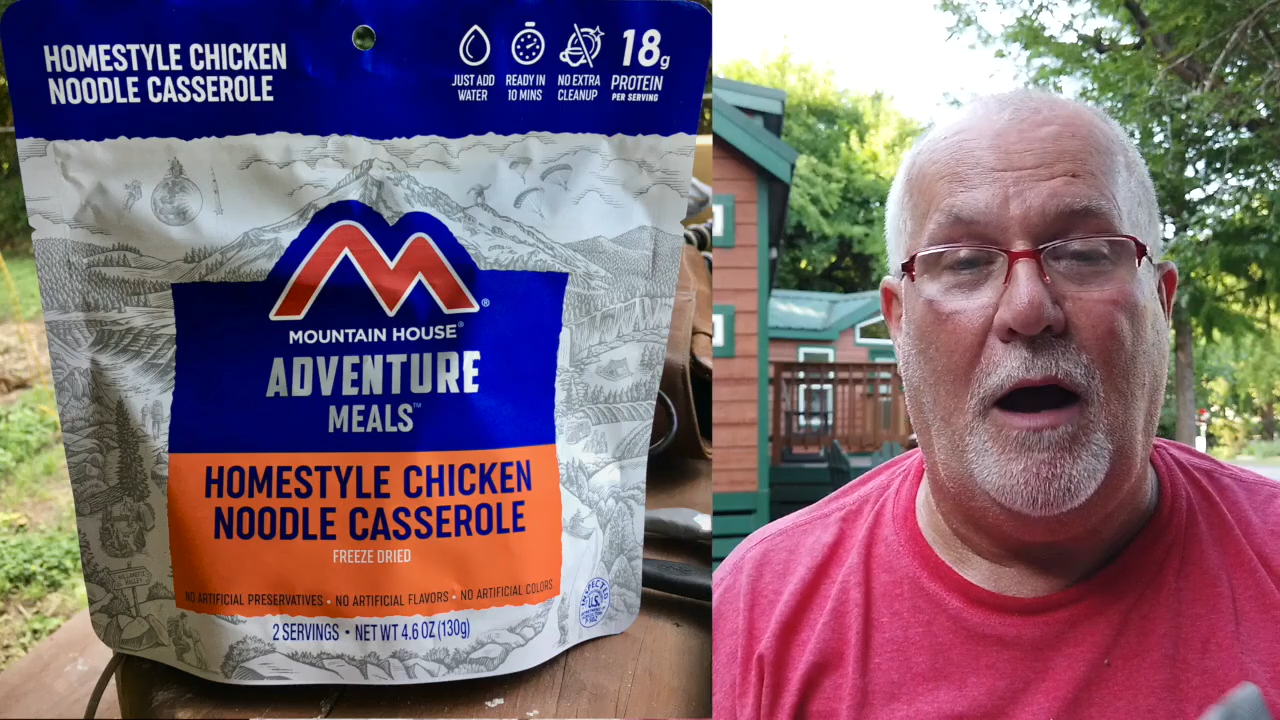 HOMESTYLE CHICKEN
NOODLE CASSEROLE
JUST ADD
WATER
READY IN
10 MINS
NO EXTRA
CLEANUP
18g
PROTEIN
PER SERVING
MOUNTAIN HOUSE®
ADVENTURE
MEALS™
HOMESTYLE CHICKEN
NOODLE CASSEROLE
FREEZE DRIED
NO ARTIFICIAL PRESERVATIVES • NO ARTIFICIAL FLAVORS • NO ARTIFICIAL COLORS
2 SERVINGS • NET WT 4.6 OZ (130g)
INSPECTED
U.S.